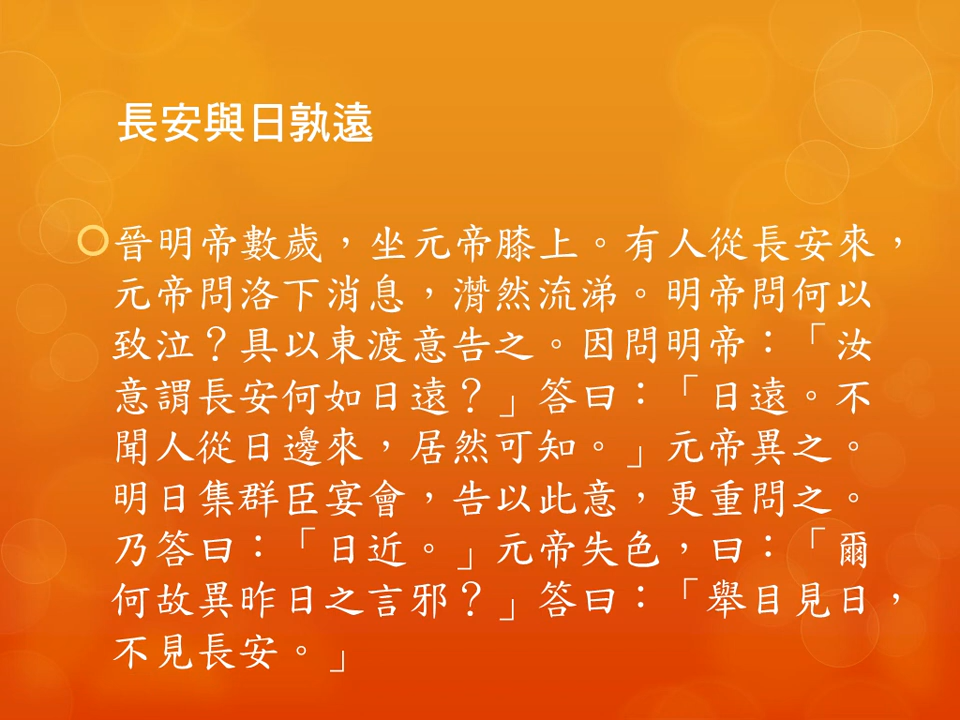 長安與日孰遠
晉明帝數歲，坐元帝膝上。有人從長安來，
元帝問洛下消息，潸然流涕。明帝問何以
致泣？具以東渡意告之。因問明帝：「汝
意謂長安何如日遠？」答曰：「日遠。不
聞人從日邊來，居然可知。」元帝異之。
明日集群臣宴會，告以此意，更重問之。
乃答曰：「日近。」元帝失色，曰：「爾
何故異昨日之言邪？」答曰：「舉目見日，
不見長安。」